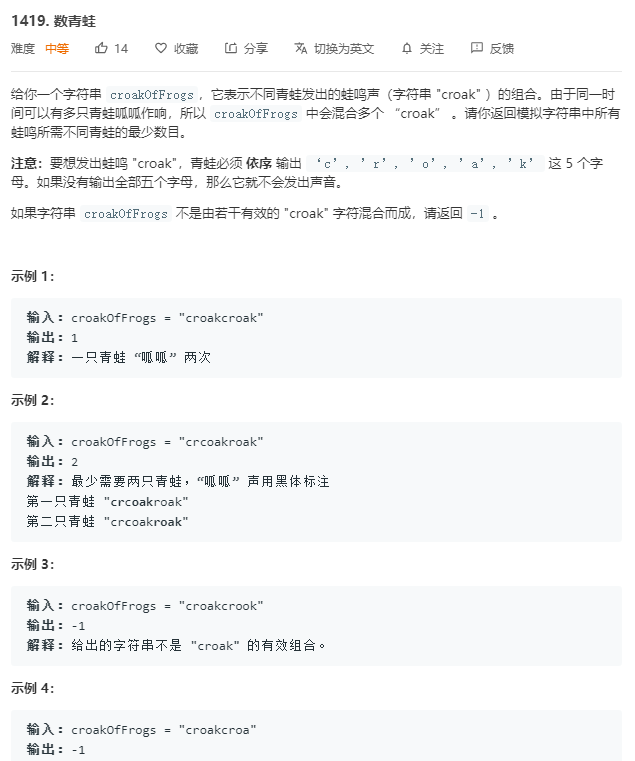 1419. 数青蛙
难度 中等 14 收藏 分享 切换为英文 关注 反馈
给你一个字符串 croakOfFrogs，它表示不同青蛙发出的蛙鸣声（字符串 "croak" ）的组合。由于同一时
间可以有多只青蛙呱呱作响，所以 croakOfFrogs 中会混合多个 “croak” 。请你返回模拟字符串中所有
蛙鸣所需不同青蛙的最少数目。
注意：要想发出蛙鸣 "croak"，青蛙必须 依序 输出 ‘c’, ’r’, ’o’, ’a’, ’k’ 这 5 个字
母。如果没有输出全部五个字母，那么它就不会发出声音。
如果字符串 croakOfFrogs 不是由若干有效的 "croak" 字符混合而成，请返回 -1 。
示例 1：
输入：croakOfFrogs = "croakcroak"
输出：1
解释：一只青蛙 “呱呱” 两次
示例 2：
输入：croakOfFrogs = "crcoakroak"
输出：2
解释：最少需要两只青蛙，“呱呱” 声用黑体标注
第一只青蛙 "crcoakroak"
第二只青蛙 "crcoakroak"
示例 3：
输入：croakOfFrogs = "croakcrook"
输出：-1
解释：给出的字符串不是 "croak" 的有效组合。
示例 4：
输入：croakOfFrogs = "croakcroa"
输出：-1